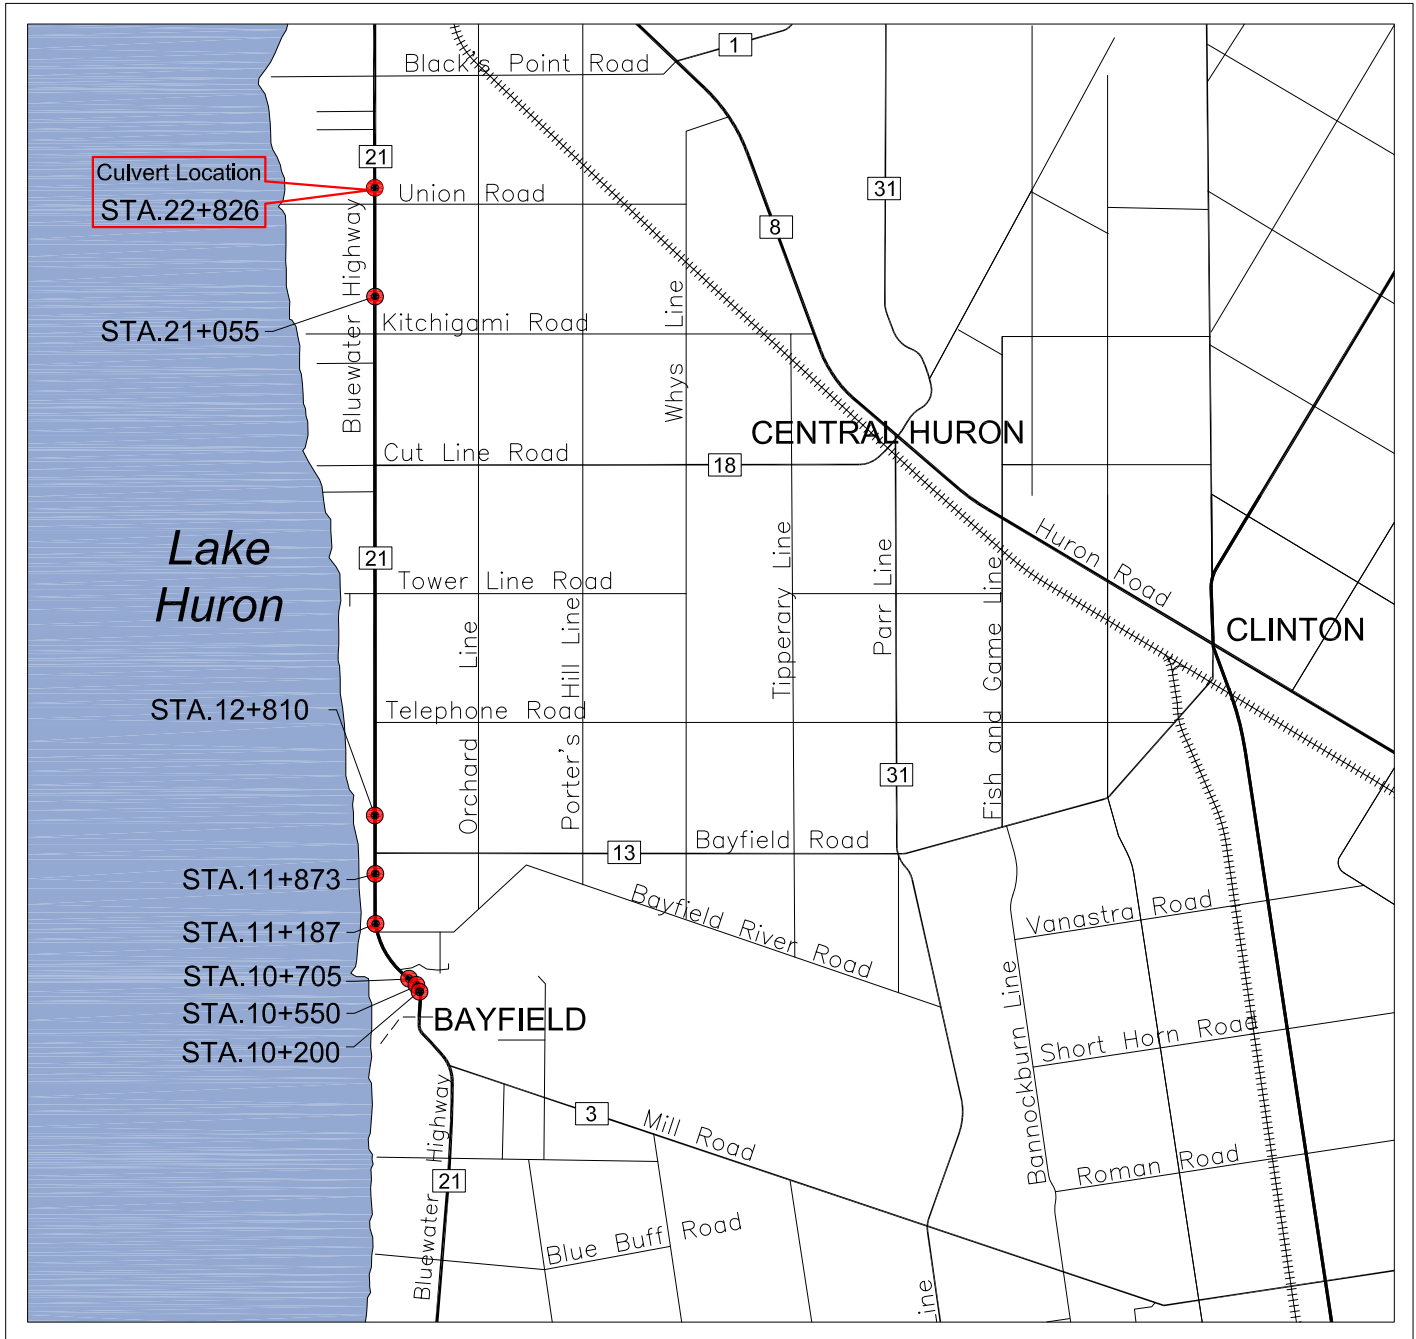 1
Black's Point Road
21
Culvert Location
STA.22+826
Union Road
31
8
Bluewater Highway
STA.21+055
Kitchigami Road
Whys Line
CENTRAL HURON
Cut Line Road
18
Lake
Huron
21
Tower Line Road
Huron Road
CLINTON
Orchard Line
Porter's Hill Line
Tipperary Line
Parr Line
Fish and Game Line
STA.12+810
Telephone Road
31
13
Bayfield Road
STA.11+873
Bayfield River Road
Vanastra Road
STA.11+187
STA.10+705
STA.10+550
STA.10+200
BAYFIELD
Bannockburn Line
Short Horn Road
3
Mill Road
Bluewater Highway
21
Roman Road
Blue Buff Road
ine